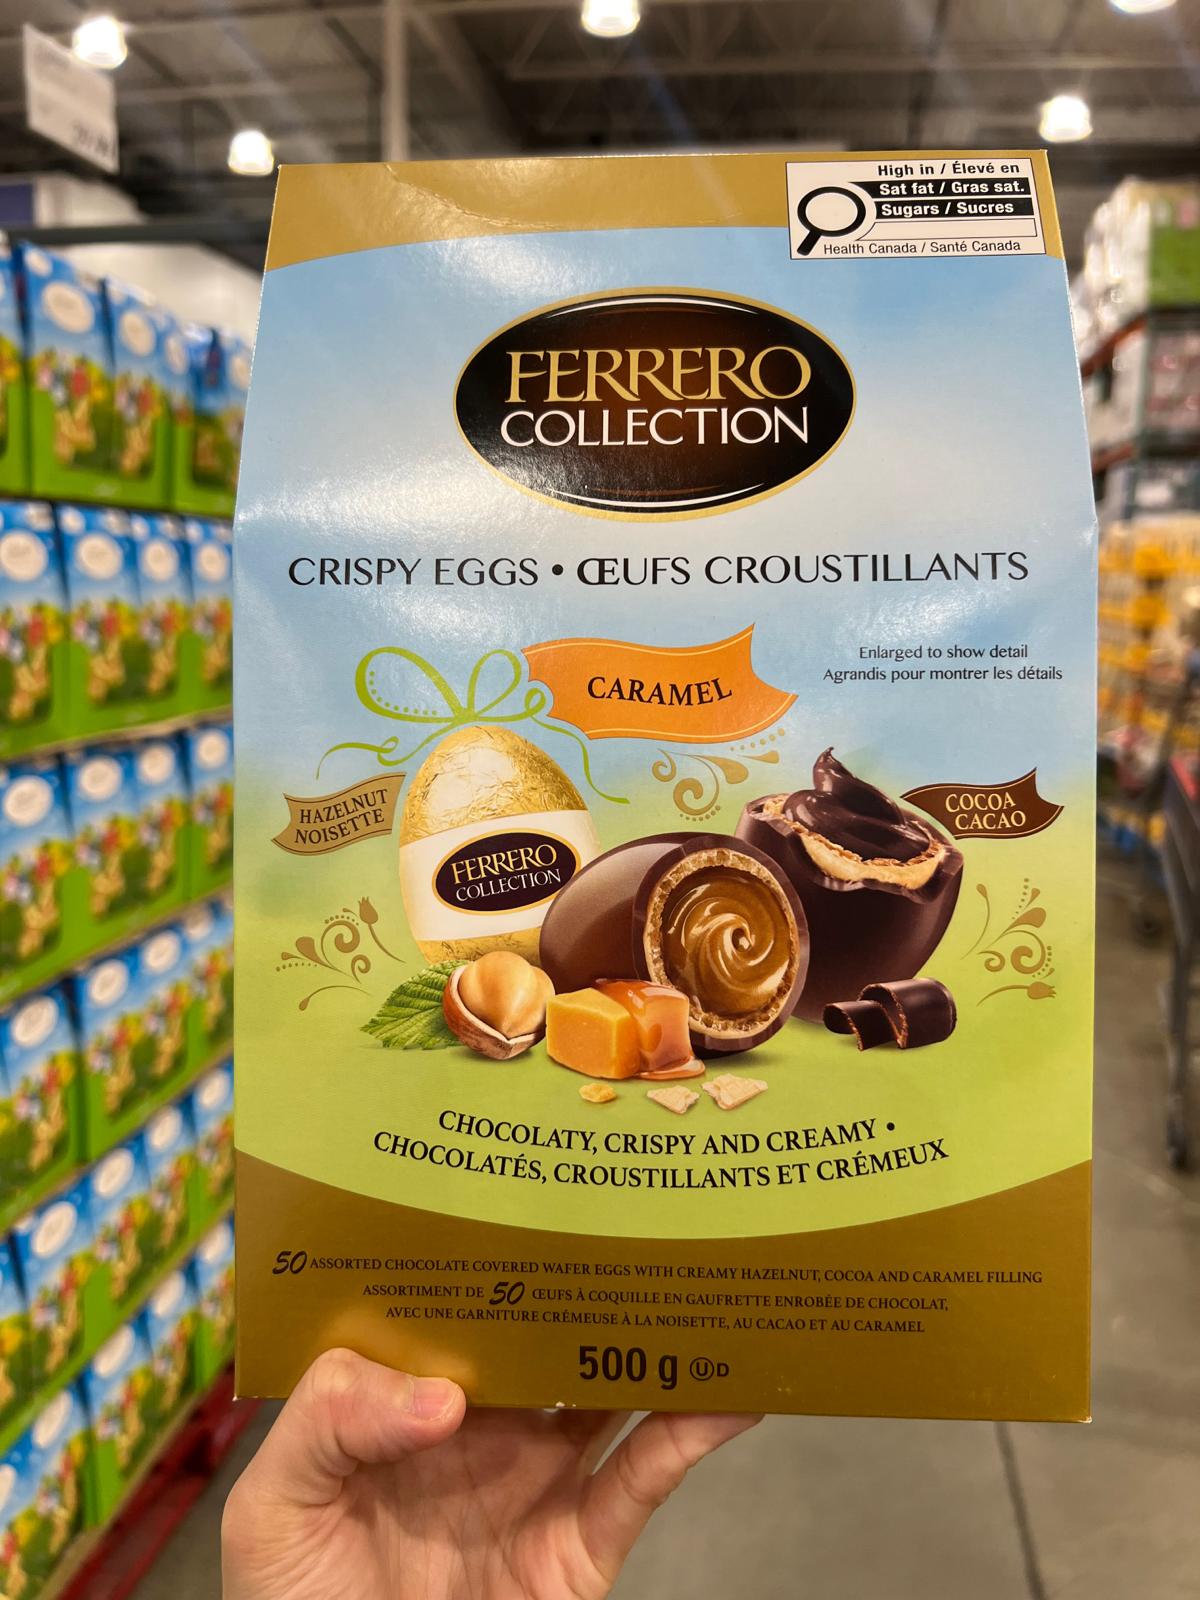 High in / Élevé en
Sat fat / Gras sat.
Sugars / Sucres
Health Canada / Santé Canada
FERRERO
COLLECTION
CRISPY EGGS • ŒUFS CROUSTILLANTS
Enlarged to show detail
Agrandis pour montrer les détails
CARAMEL
HAZELNUT
NOISETTE
COCOA
CACAO
FERRERO
COLLECTION
CHOCOLATY, CRISPY AND CREAMY •
CHOCOLATÉS, CROUSTILLANTS ET CRÉMEUX
50 ASSORTED CHOCOLATE COVERED WAFER EGGS WITH CREAMY HAZELNUT, COCOA AND CARAMEL FILLING
ASSORTIMENT DE 50 ŒUFS À COQUILLE EN GAUFRETTE ENROBÉE DE CHOCOLAT,
AVEC UNE GARNITURE CRÉMEUSE À LA NOISETTE, AU CACAO ET AU CARAMEL
500 g Ⓤ D